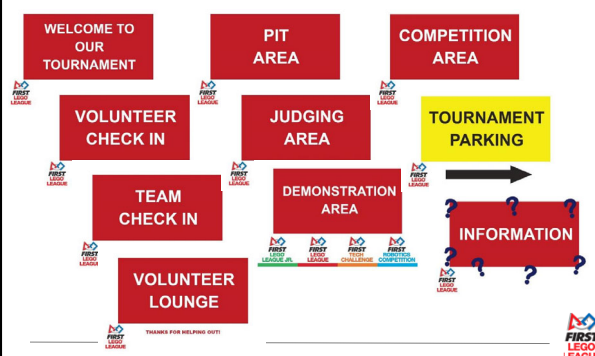 WELCOME TO
OUR
TOURNAMENT
FIRST
LEGO
LEAGUE
PIT
AREA
FIRST
LEGO
LEAGUE
COMPETITION
AREA
FIRST
LEGO
LEAGUE
VOLUNTEER
CHECK IN
FIRST
LEGO
LEAGUE
JUDGING
AREA
FIRST
LEGO
LEAGUE
TOURNAMENT
PARKING
FIRST
LEGO
LEAGUE
TEAM
CHECK IN
FIRST
LEGO
LEAGUE
DEMONSTRATION
AREA
FIRST
LEGO
LEAGUE JR.
FIRST
LEGO
LEAGUE
FIRST
TECH
CHALLENGE
FIRST
ROBOTICS
COMPETITION
? ? ?
INFORMATION
? ? ? ?
FIRST
LEGO
LEAGUE
VOLUNTEER
LOUNGE
FIRST
LEGO
LEAGUE
THANKS FOR HELPING OUT!
FIRST
LEGO
LEAGUE